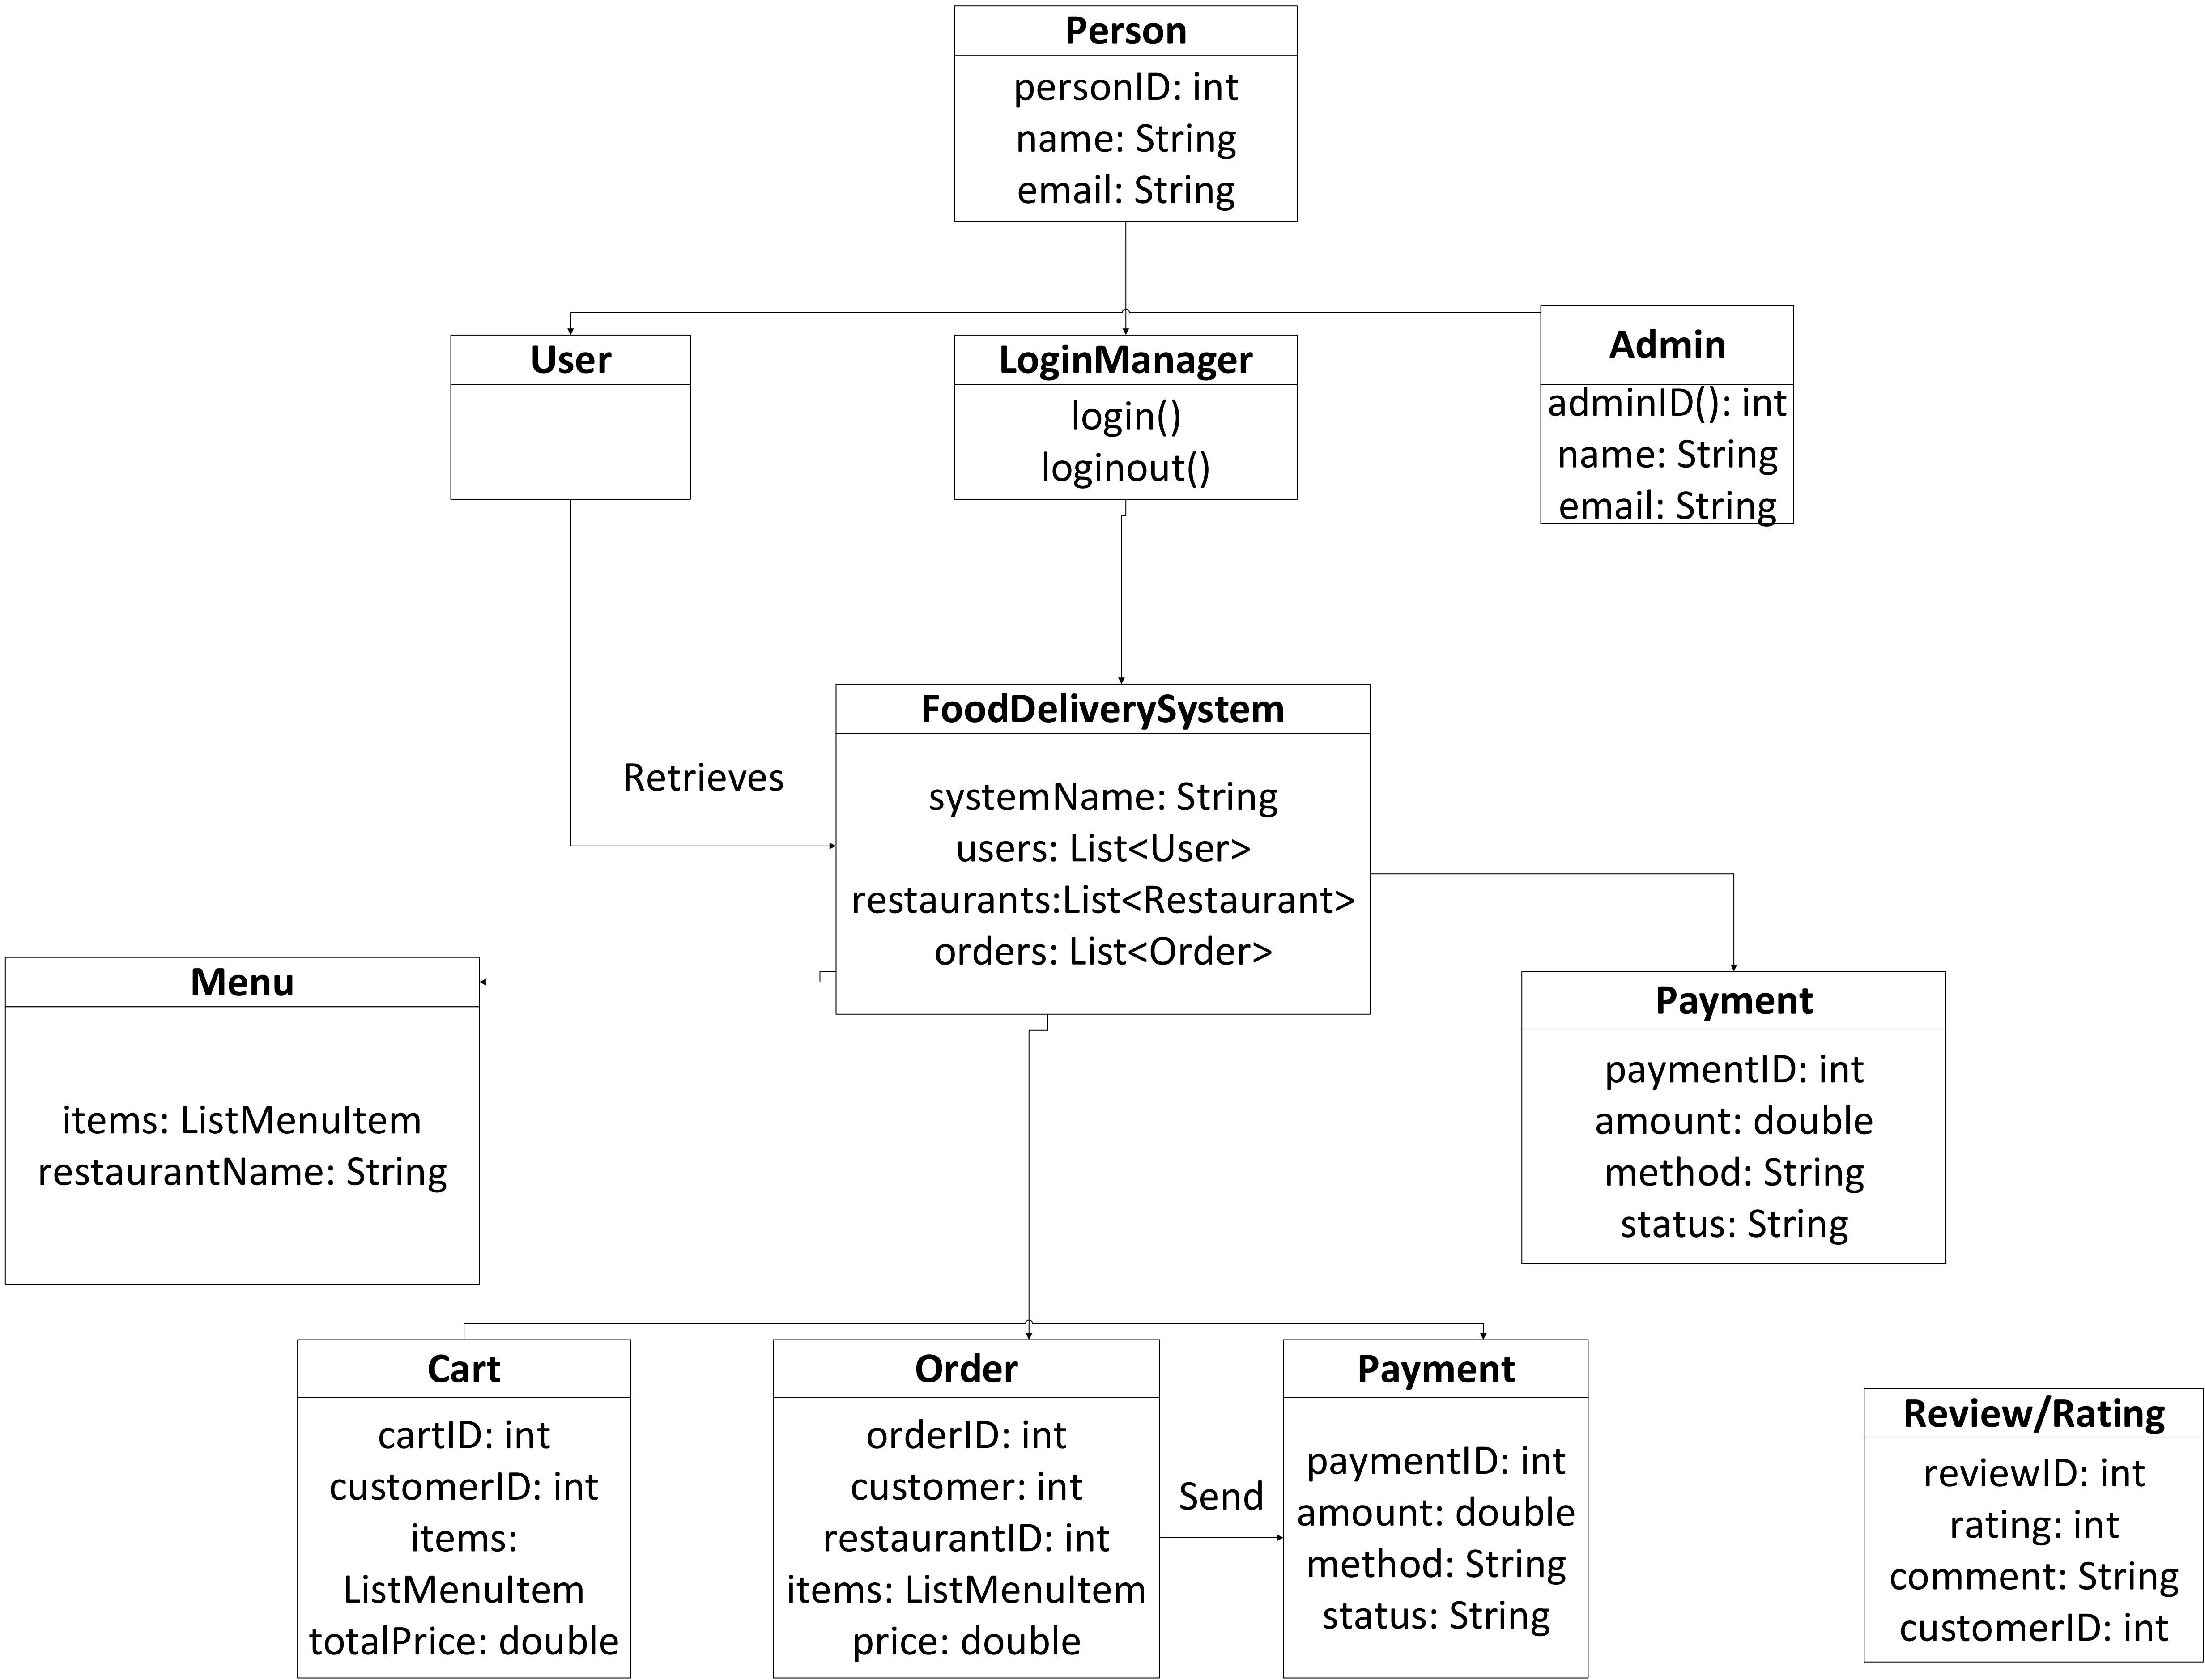 Person
personID: int
name: String
email: String
User
LoginManager
login()
loginout()
Admin
adminID(): int
name: String
email: String
Retrieves
FoodDeliverySystem
systemName: String
users: List<User>
restaurants:List<Restaurant>
orders: List<Order>
Menu
items: ListMenuItem
restaurantName: String
Payment
paymentID: int
amount: double
method: String
status: String
Cart
cartID: int
customerID: int
items:
ListMenuItem
totalPrice: double
Order
orderID: int
customer: int
restaurantID: int
items: ListMenuItem
price: double
Send
Payment
paymentID: int
amount: double
method: String
status: String
Review/Rating
reviewID: int
rating: int
comment: String
customerID: int